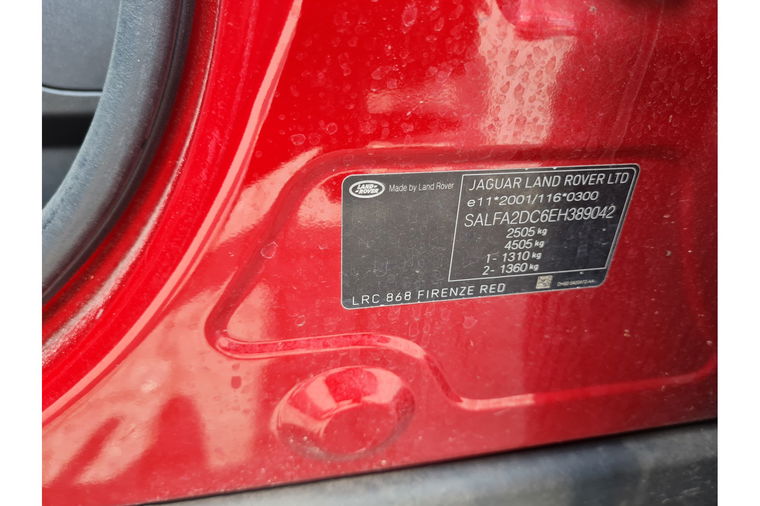 LAND ROVER
Made by Land Rover
JAGUAR LAND ROVER LTD
e11*2001/116*0300
SALFA2DC6EH389042
2505 kg
4505 kg
1- 1310 kg
2- 1360 kg
LRC 868 FIRENZE RED